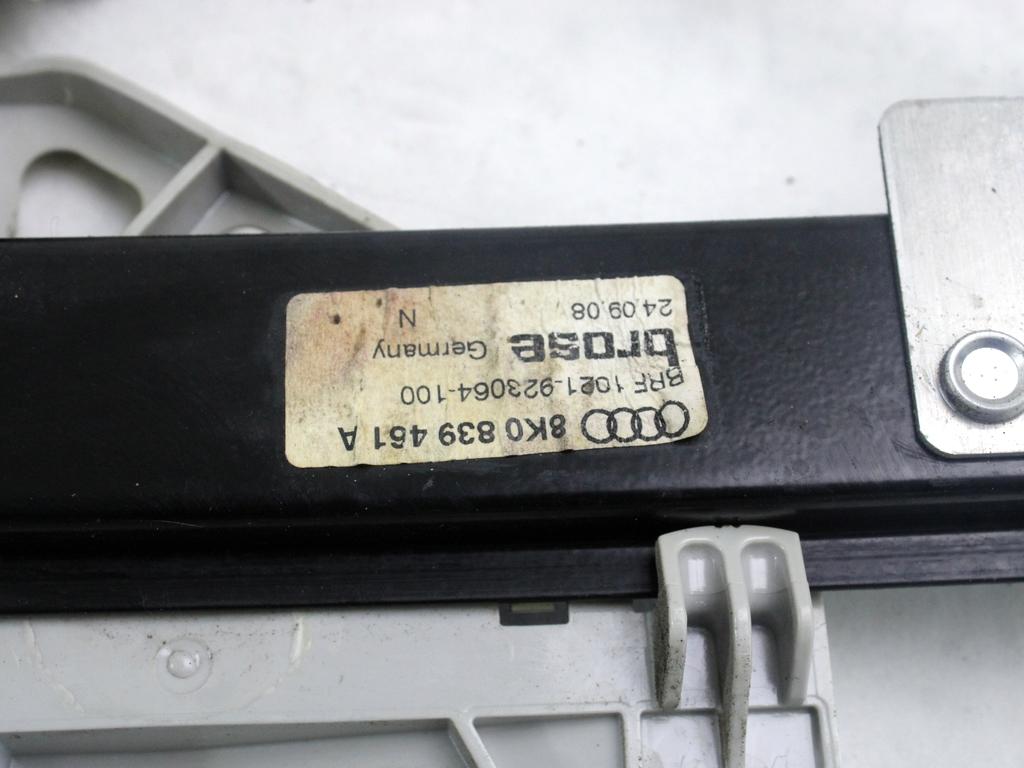 8K0 839 461 A
BRF 1021-923064-100
brose Germany
24.09.08 N